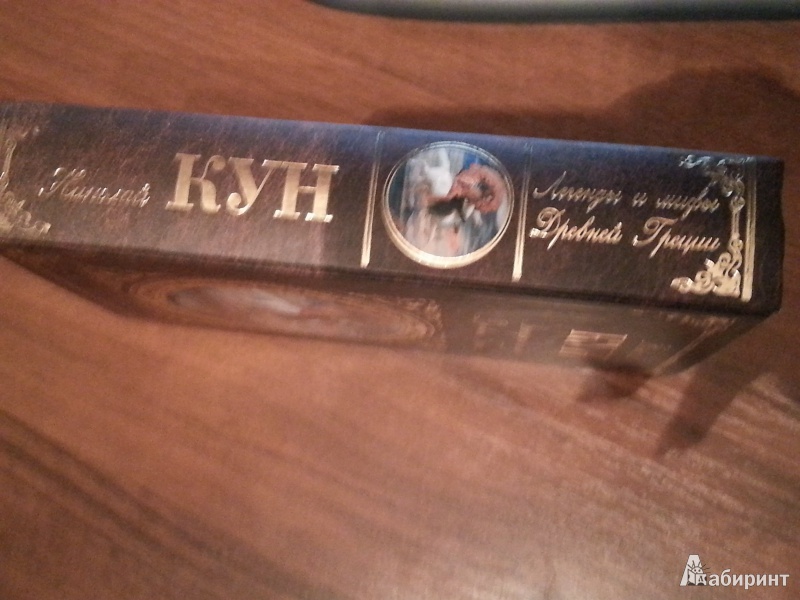 Николай
КУН
Легенды и мифы
Древней Греции
Лабиринт